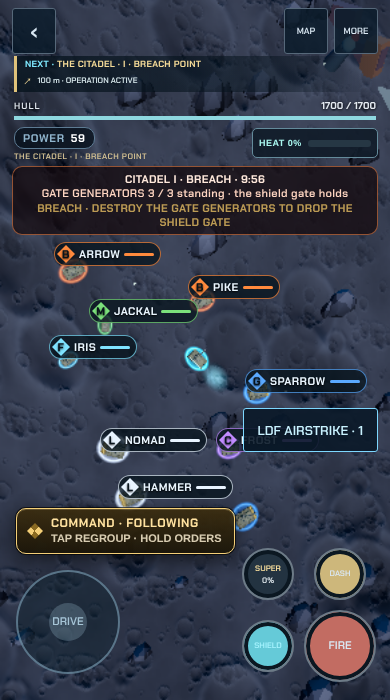 ‹
MAP
MORE
NEXT · THE CITADEL · I · BREACH POINT
↗ 100 m · OPERATION ACTIVE
HULL
1700 / 1700
POWER 59
HEAT 0%
THE CITADEL · I · BREACH POINT
CITADEL I · BREACH · 9:56
GATE GENERATORS 3 / 3 standing · the shield gate holds
BREACH · DESTROY THE GATE GENERATORS TO DROP THE
SHIELD GATE
B ARROW
B PIKE
M JACKAL
F IRIS
G SPARROW
LDF AIRSTRIKE · 1
L NOMAD
C FROST
L HAMMER
COMMAND · FOLLOWING
TAP REGROUP · HOLD ORDERS
SUPER
0%
DASH
DRIVE
SHIELD
FIRE